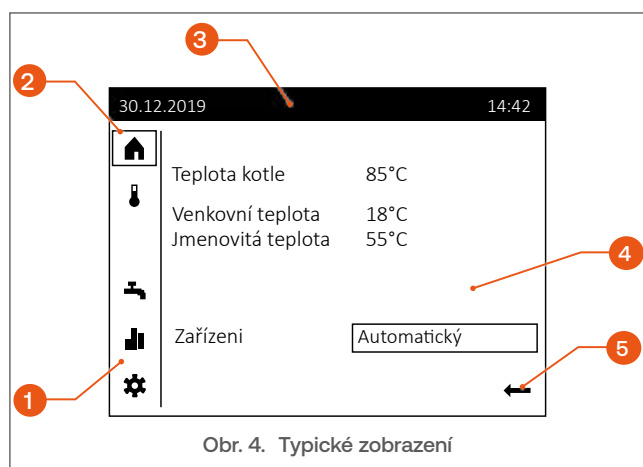 3
2
30.12.2019 14:42
Teplota kotle 85°C
Venkovní teplota 18°C
Jmenovitá teplota 55°C
4
Zařízeni Automatický
5
1
Obr. 4. Typické zobrazení